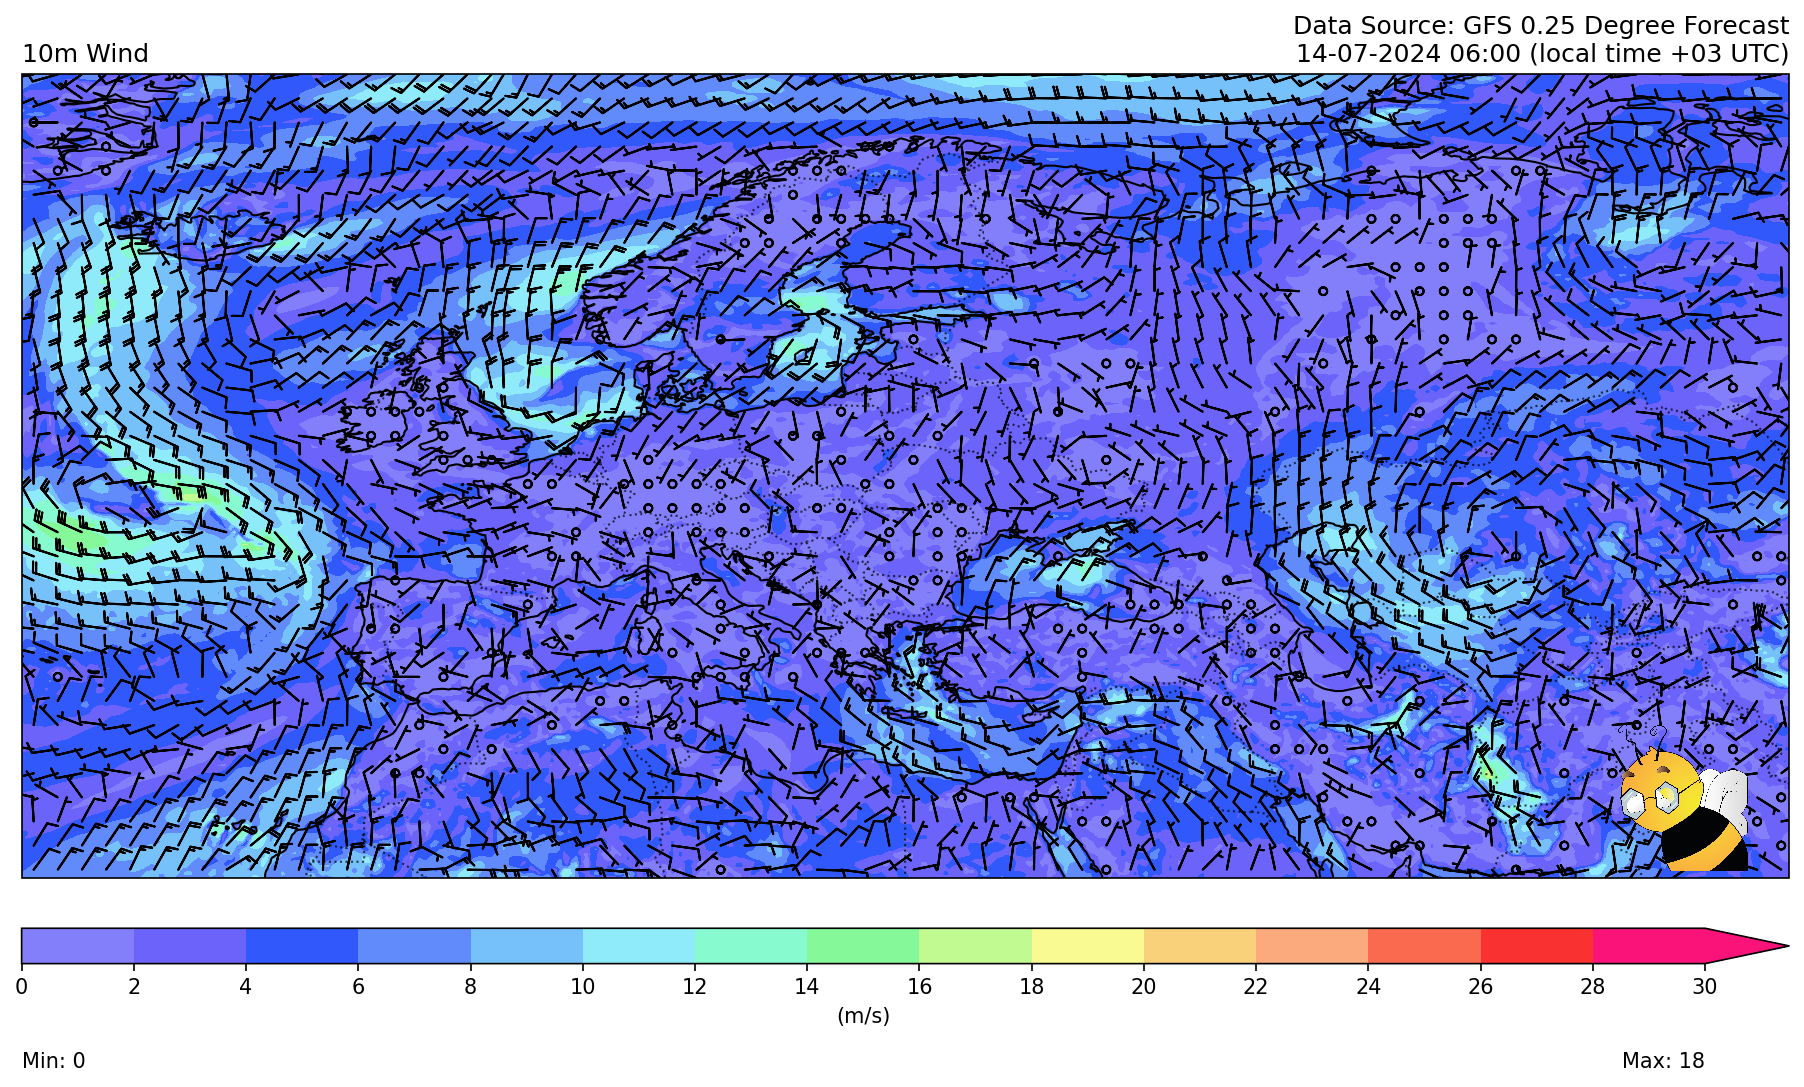 Data Source: GFS 0.25 Degree Forecast
10m Wind
14-07-2024 06:00 (local time +03 UTC)
0 2 4 6 8 10 12 14 16 18 20 22 24 26 28 30
(m/s)
Min: 0
Max: 18